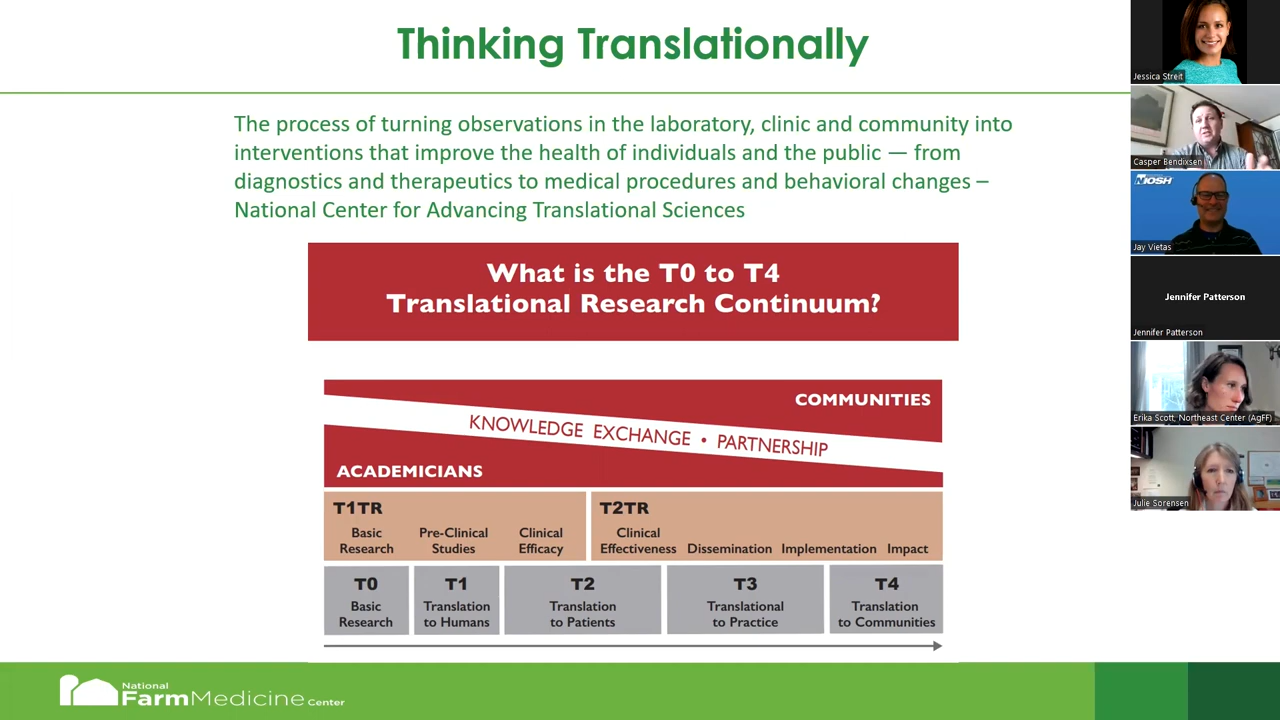 Thinking Translationally
The process of turning observations in the laboratory, clinic and community into
interventions that improve the health of individuals and the public — from
diagnostics and therapeutics to medical procedures and behavioral changes –
National Center for Advancing Translational Sciences
What is the T0 to T4
Translational Research Continuum?
COMMUNITIES
KNOWLEDGE EXCHANGE • PARTNERSHIP
ACADEMICIANS
T1TR
Basic
Research
Pre-Clinical
Studies
Clinical
Efficacy
T2TR
Clinical
Effectiveness
Dissemination
Implementation
Impact
T0
Basic
Research
T1
Translation
to Humans
T2
Translation
to Patients
T3
Translational
to Practice
T4
Translation
to Communities
National
FarmMedicine Center
Jessica Streit
Casper Bendixsen
NIOSH
Jay Vietas
Jennifer Patterson
Jennifer Patterson
Erika Scott, Northeast Center (AgFF)
Julie Sorensen